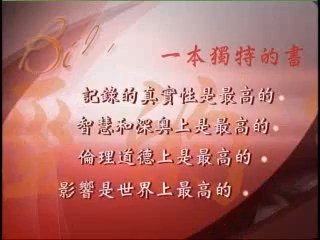 一本獨特的書
記錄的真實性是最高的
智慧和深奧上是最高的
倫理道德上是最高的
影響是世界上最高的